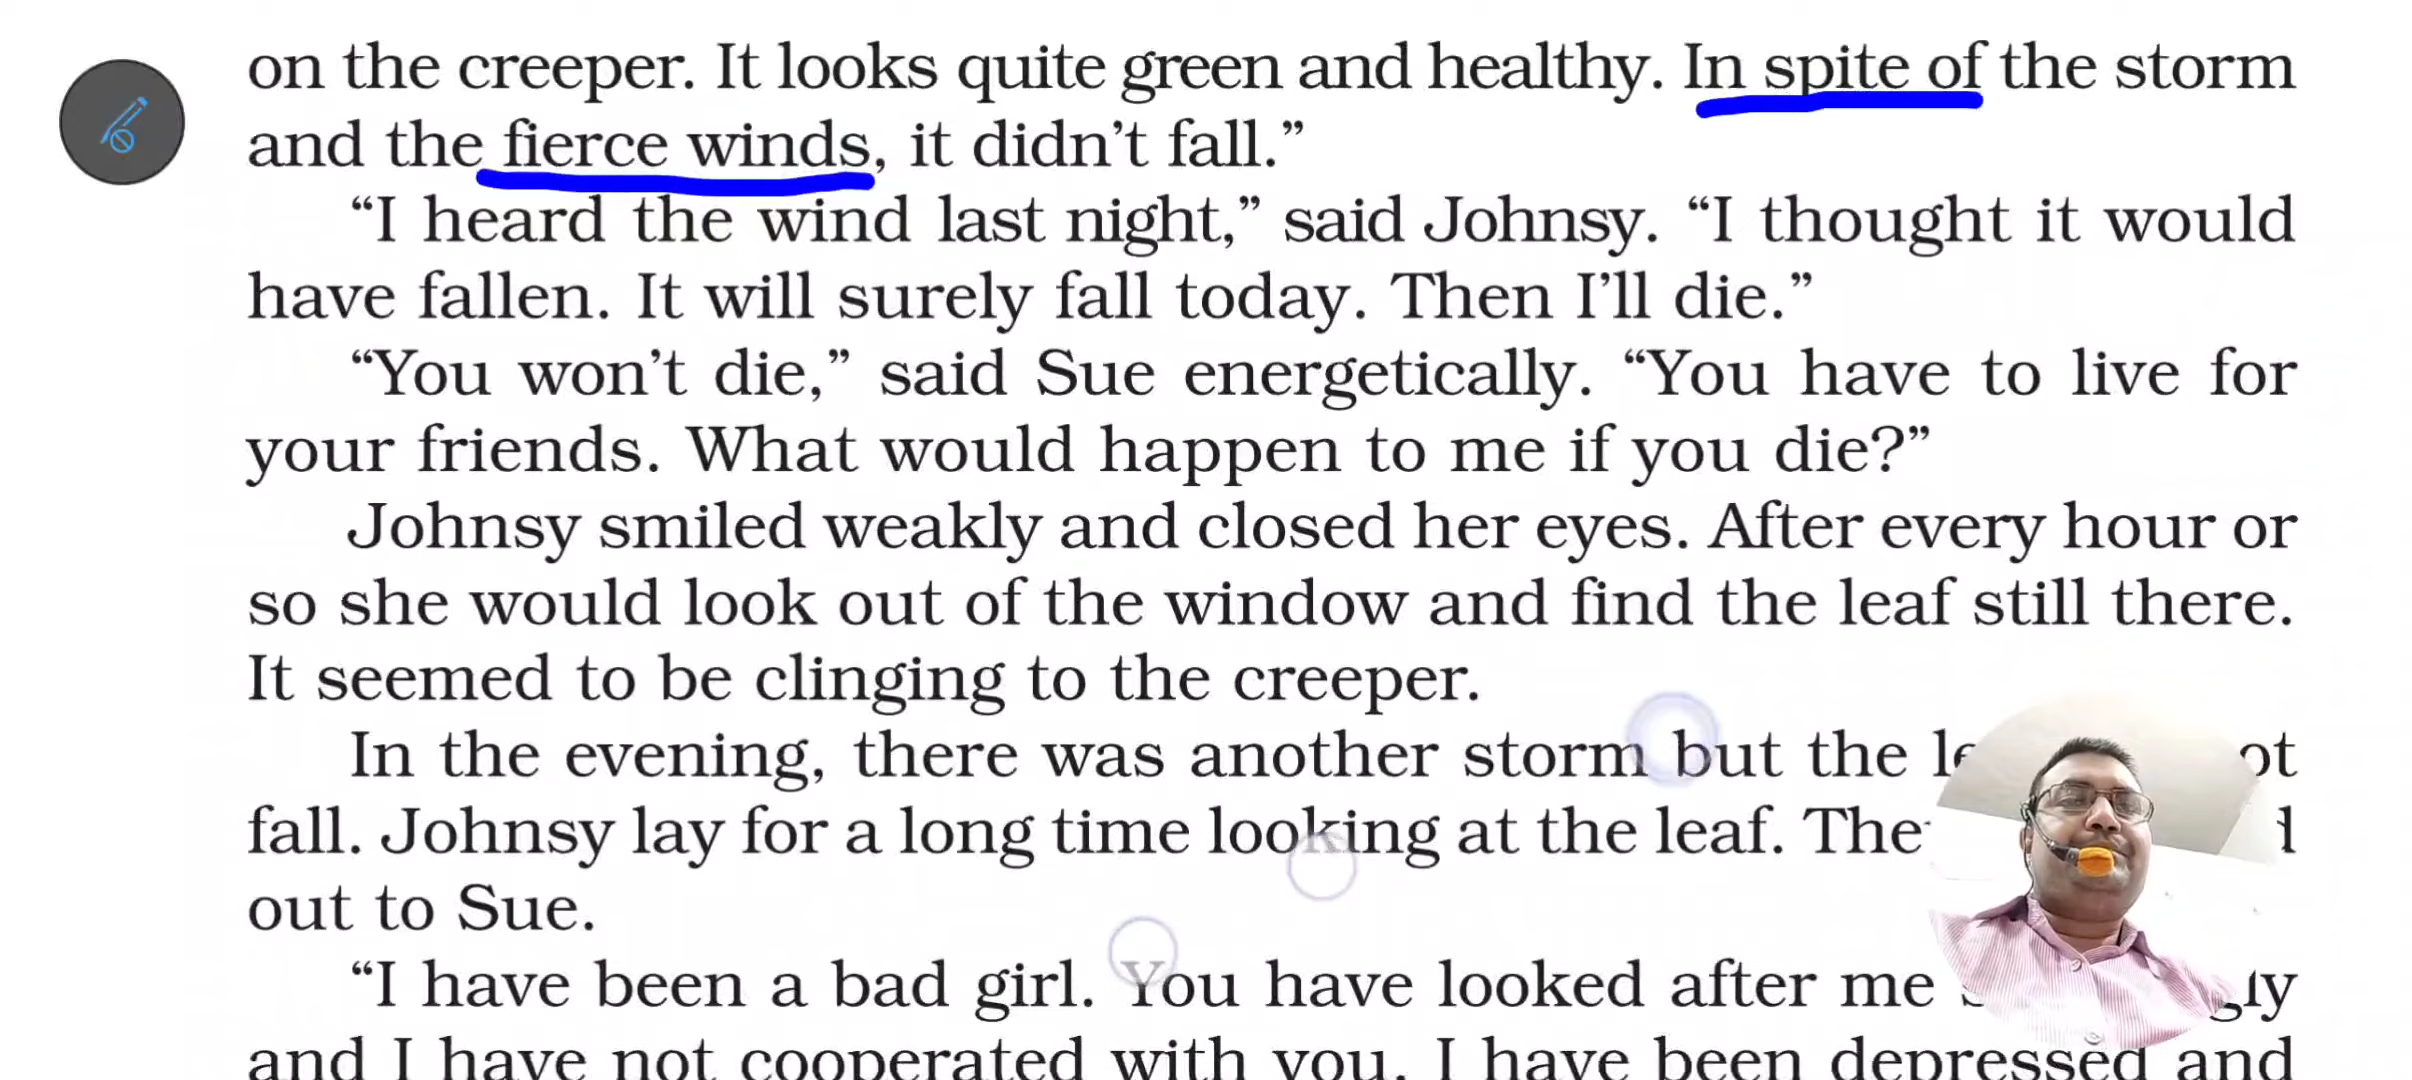 on the creeper. It looks quite green and healthy. In spite of the storm
and the fierce winds, it didn’t fall.”
“I heard the wind last night,” said Johnsy. “I thought it would
have fallen. It will surely fall today. Then I’ll die.”
“You won’t die,” said Sue energetically. “You have to live for
your friends. What would happen to me if you die?”
Johnsy smiled weakly and closed her eyes. After every hour or
so she would look out of the window and find the leaf still there.
It seemed to be clinging to the creeper.
In the evening, there was another storm but the
fall. Johnsy lay for a long time looking at the leaf.
out to Sue.
“I have been a bad girl. You have looked after me
and I have not cooperated with you. I have been depressed and